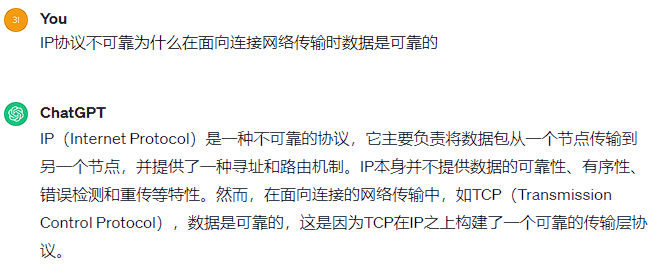 31
You
IP协议不可靠为什么在面向连接网络传输时数据是可靠的
ChatGPT
IP（Internet Protocol）是一种不可靠的协议，它主要负责将数据包从一个节点传输到
另一个节点，并提供了一种寻址和路由机制。IP本身并不提供数据的可靠性、有序性、
错误检测和重传等特性。然而，在面向连接的网络传输中，如TCP（Transmission
Control Protocol），数据是可靠的，这是因为TCP在IP之上构建了一个可靠的传输层协
议。